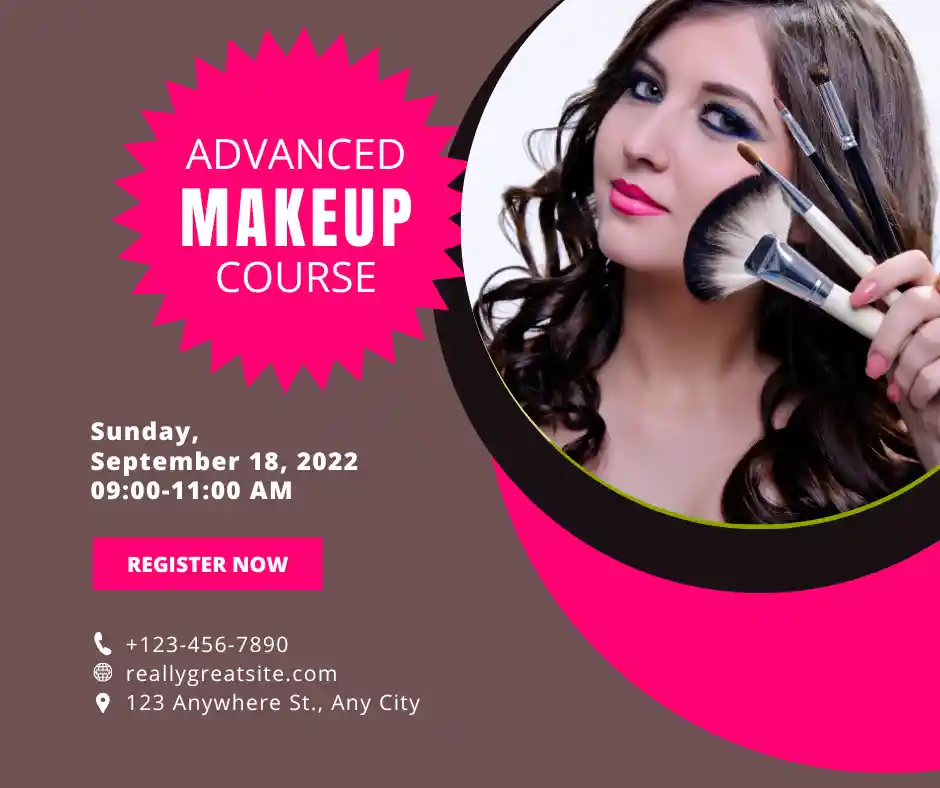 ADVANCED
MAKEUP
COURSE
Sunday,
September 18, 2022
09:00-11:00 AM
REGISTER NOW
+123-456-7890
reallygreatsite.com
123 Anywhere St., Any City